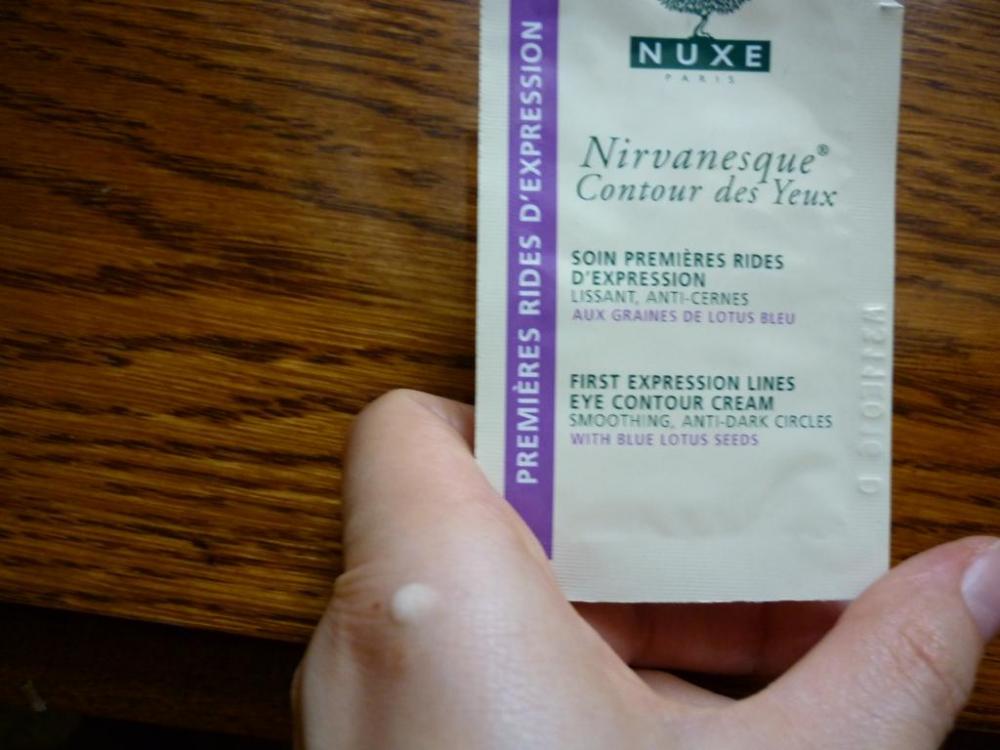 NUXE
PARIS
Nirvanesque®
Contour des Yeux
SOIN PREMIÈRES RIDES
D'EXPRESSION
LISSANT, ANTI-CERNES
AUX GRAINES DE LOTUS BLEU
FIRST EXPRESSION LINES
EYE CONTOUR CREAM
SMOOTHING, ANTI-DARK CIRCLES
WITH BLUE LOTUS SEEDS
PREMIÈRES RIDES D'EXPRESSION